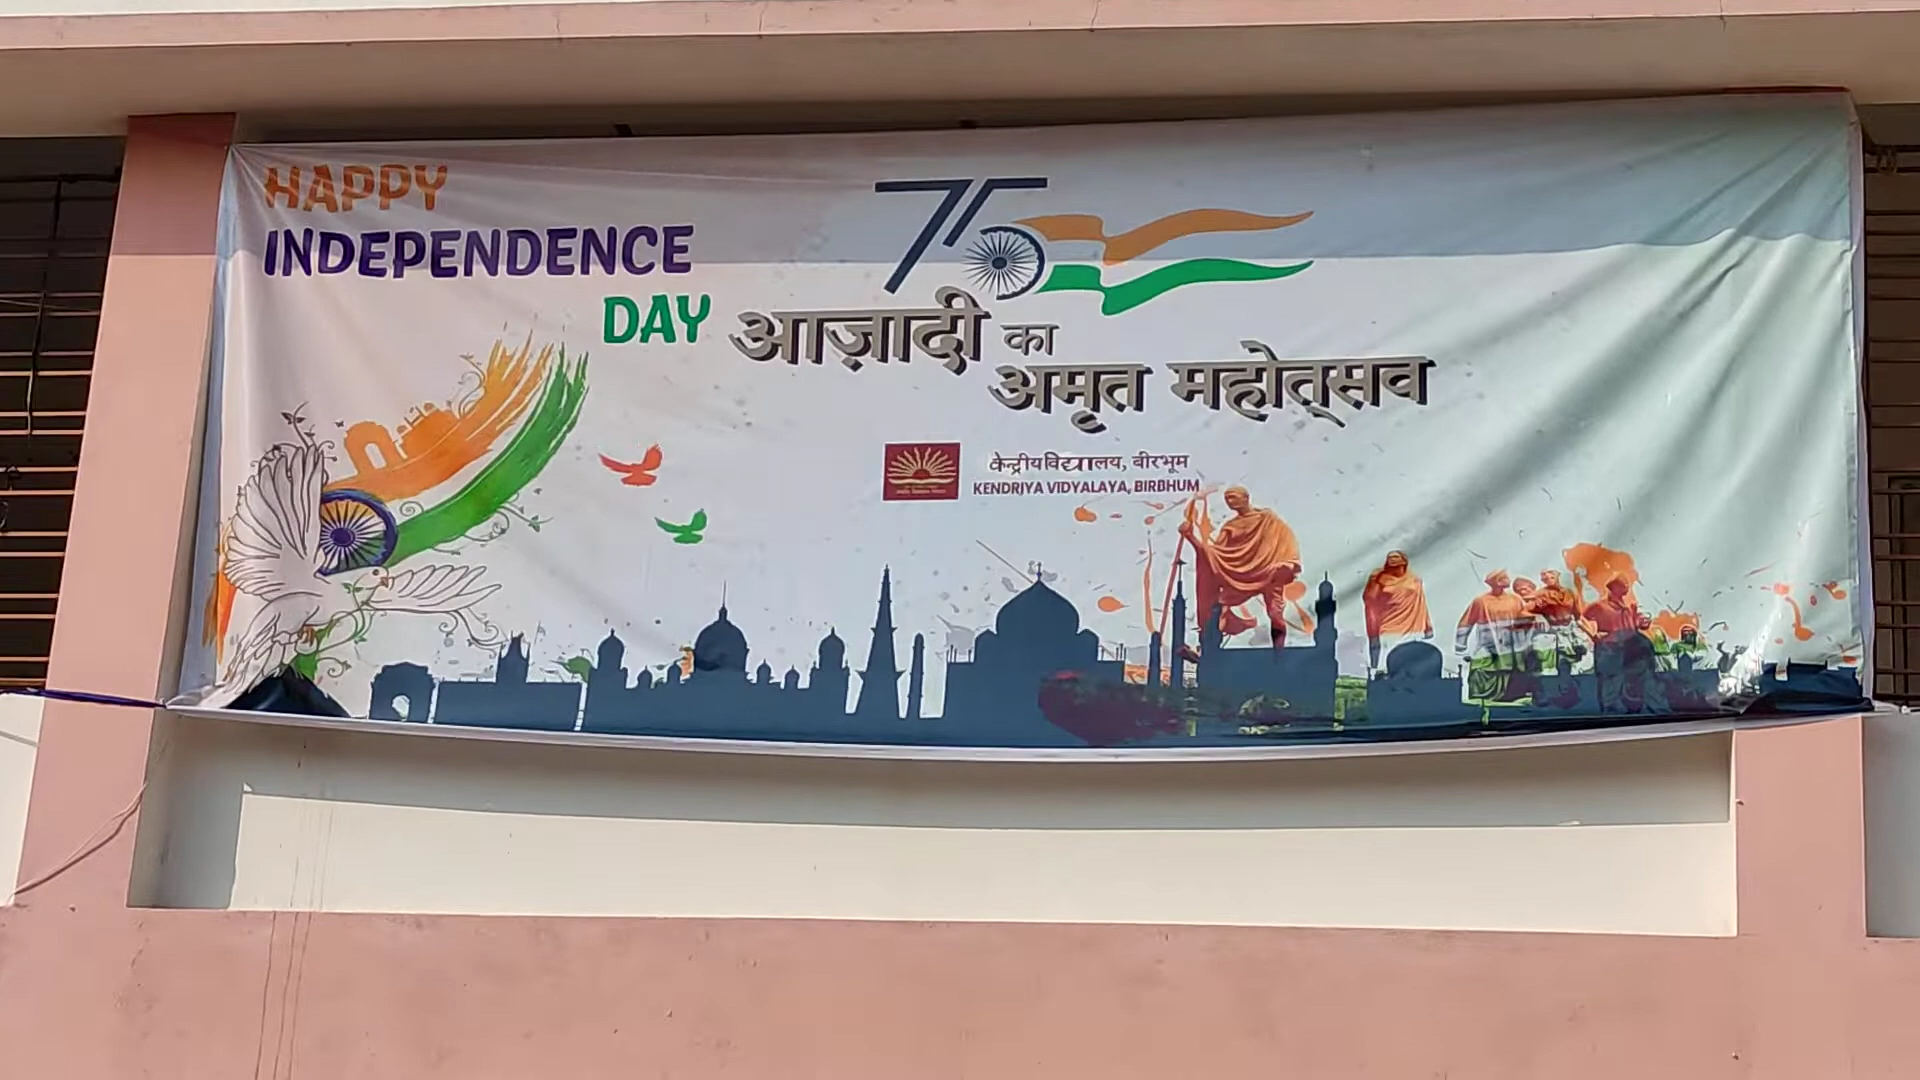 HAPPY
INDEPENDENCE
DAY
75
आज़ादी का
अमृत महोत्सव
केन्द्रीय विद्यालय, बीरभूम
KENDRIYA VIDYALAYA, BIRBHUM